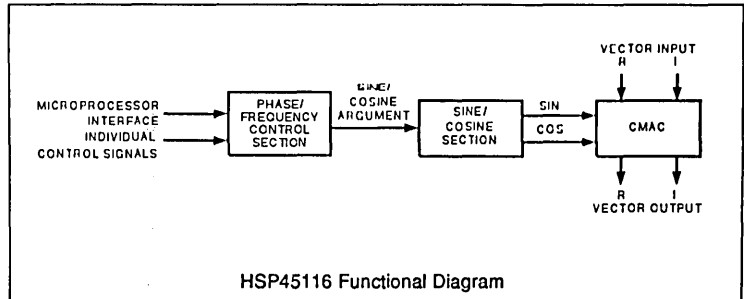 VECTOR INPUT
R I
MICROPROCESSOR
INTERFACE
INDIVIDUAL
CONTROL SIGNALS
PHASE/
FREQUENCY
CONTROL
SECTION
SINE/
COSINE
ARGUMENT
SINE/
COSINE
SECTION
SIN
COS
CMAC
R I
VECTOR OUTPUT
HSP45116 Functional Diagram